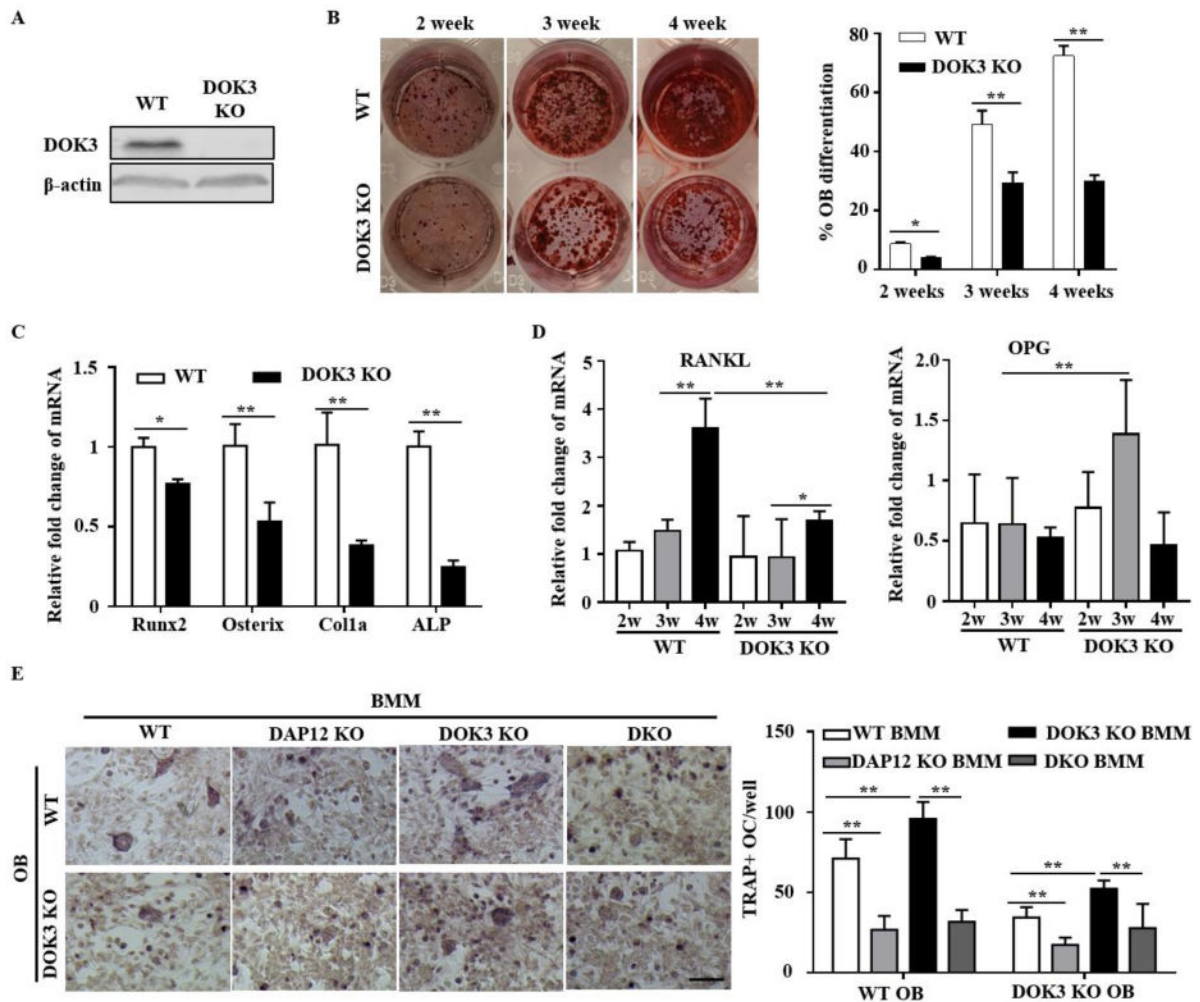 A
WT
DOK3
KO
DOK3
β-actin
B
2 week
3 week
4 week
WT
DOK3 KO
% OB differentiation
80
60
40
20
0
WT
DOK3 KO
*
**
**
2 weeks
3 weeks
4 weeks
C
Relative fold change of mRNA
1.5
1
0.5
0
WT
DOK3 KO
*
**
**
**
Runx2
Osterix
Col1a
ALP
D
RANKL
Relative fold change of mRNA
5
4
3
2
1
0
**
**
*
2w 3w 4w 2w 3w 4w
WT
DOK3 KO
OPG
Relative fold change of mRNA
2.0
1.5
1
0.5
0
**
2w 3w 4w 2w 3w 4w
WT
DOK3 KO
E
BMM
WT
DAP12 KO
DOK3 KO
DKO
OB
WT
DOK3 KO
TRAP+ OC/well
150
100
50
0
WT BMM
DOK3 KO BMM
DAP12 KO BMM
DKO BMM
** **
**
** **
**
WT OB
DOK3 KO OB